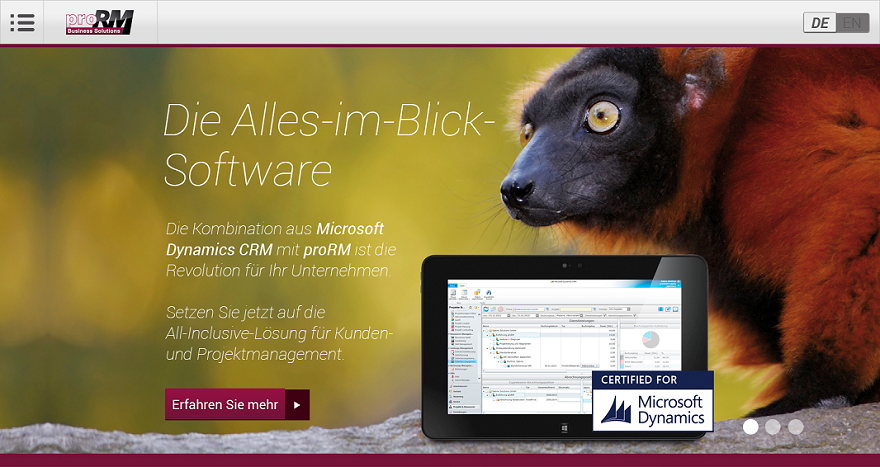 proRM
Business Solutions
DE EN
Die Alles-im-Blick-
Software
Die Kombination aus Microsoft
Dynamics CRM mit proRM ist die
Revolution für Ihr Unternehmen.
Setzen Sie jetzt auf die
All-Inclusive-Lösung für Kunden-
und Projektmanagement.
Erfahren Sie mehr
CERTIFIED FOR
Microsoft
Dynamics